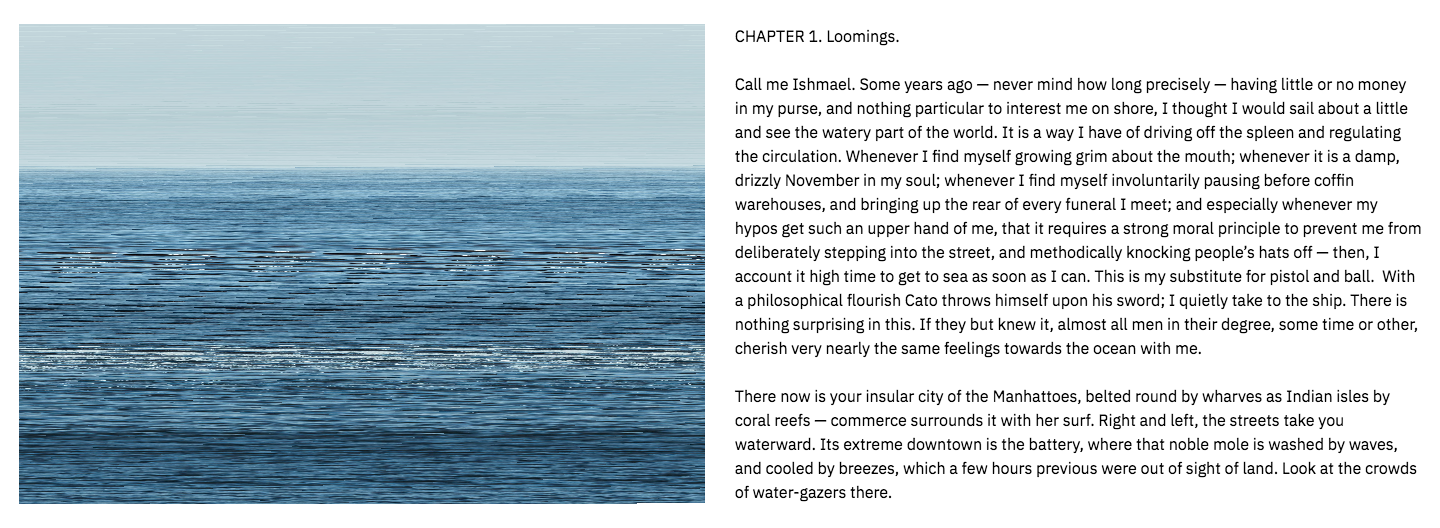 CHAPTER 1. Loomings.
Call me Ishmael. Some years ago — never mind how long precisely — having little or no money
in my purse, and nothing particular to interest me on shore, I thought I would sail about a little
and see the watery part of the world. It is a way I have of driving off the spleen and regulating
the circulation. Whenever I find myself growing grim about the mouth; whenever it is a damp,
drizzly November in my soul; whenever I find myself involuntarily pausing before coffin
warehouses, and bringing up the rear of every funeral I meet; and especially whenever my
hypos get such an upper hand of me, that it requires a strong moral principle to prevent me from
deliberately stepping into the street, and methodically knocking people’s hats off — then, I
account it high time to get to sea as soon as I can. This is my substitute for pistol and ball.  With
a philosophical flourish Cato throws himself upon his sword; I quietly take to the ship. There is
nothing surprising in this. If they but knew it, almost all men in their degree, some time or other,
cherish very nearly the same feelings towards the ocean with me.
There now is your insular city of the Manhattoes, belted round by wharves as Indian isles by
coral reefs — commerce surrounds it with her surf. Right and left, the streets take you
waterward. Its extreme downtown is the battery, where that noble mole is washed by waves,
and cooled by breezes, which a few hours previous were out of sight of land. Look at the crowds
of water-gazers there.